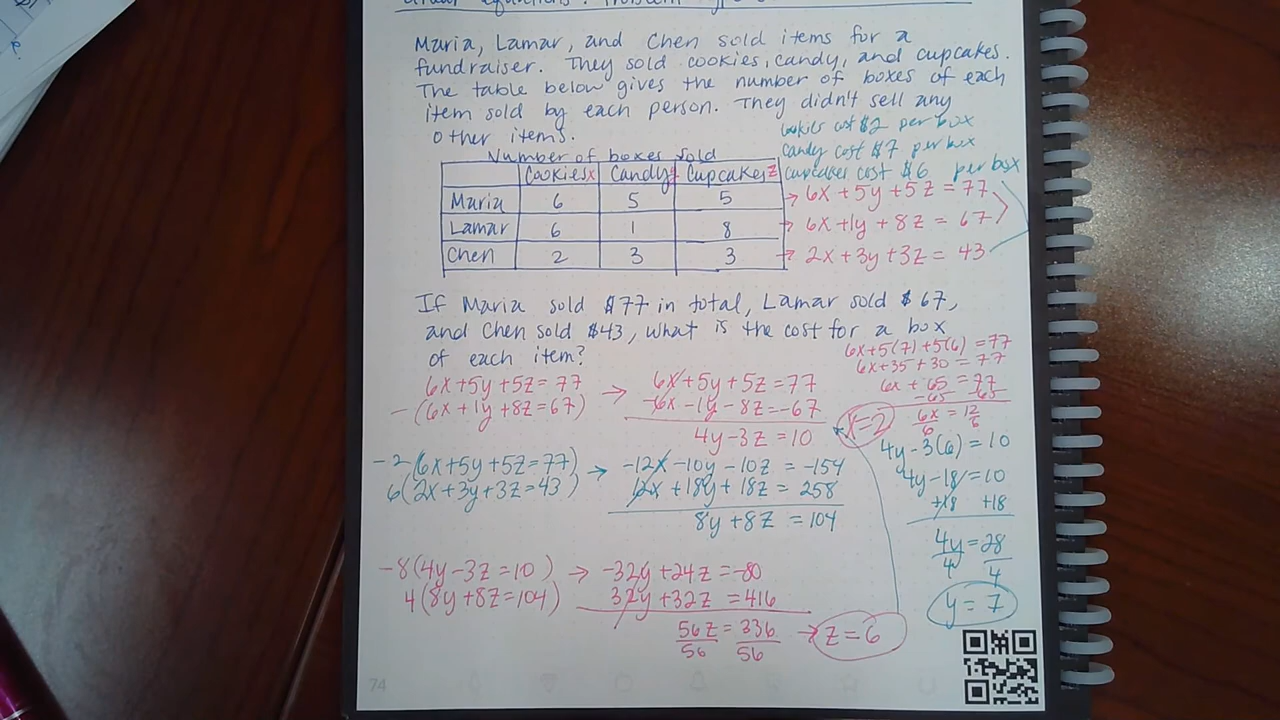 Maria, Lamar, and Chen sold items for a
fundraiser. They sold cookies, candy, and cupcakes.
The table below gives the number of boxes of each
item sold by each person. They didn't sell any
other items.
cookies cost $2 per box
candy cost $7 per box
cupcakes cost $6 per box
Number of boxes sold
Cookies x Candy y Cupcakes z
Maria 6 5 5 → 6x + 5y + 5z = 77
Lamar 6 1 8 → 6x + 1y + 8z = 67
Chen 2 3 3 → 2x + 3y + 3z = 43
If Maria sold $77 in total, Lamar sold $67,
and Chen sold $43, what is the cost for a box
of each item?
6x+5y+5z=77 → 6x+5y+5z=77
-(6x+1y+8z=67) -6x-1y-8z=-67
4y-3z=10
-2(6x+5y+5z=77) → -12x-10y-10z=-154
6(2x+3y+3z=43) 12x+18y+18z=258
8y+8z=104
-8(4y-3z=10) → -32y+24z=-80
4(8y+8z=104) 32y+32z=416
56z=336 → z=6
56 56
6x+5(7)+5(6)=77
6x+35+30=77
6x+65=77
-65 -65
6x=12
6 6
x=2
4y-3(6)=10
4y-18=10
+18 +18
4y=28
4 4
y=7
74